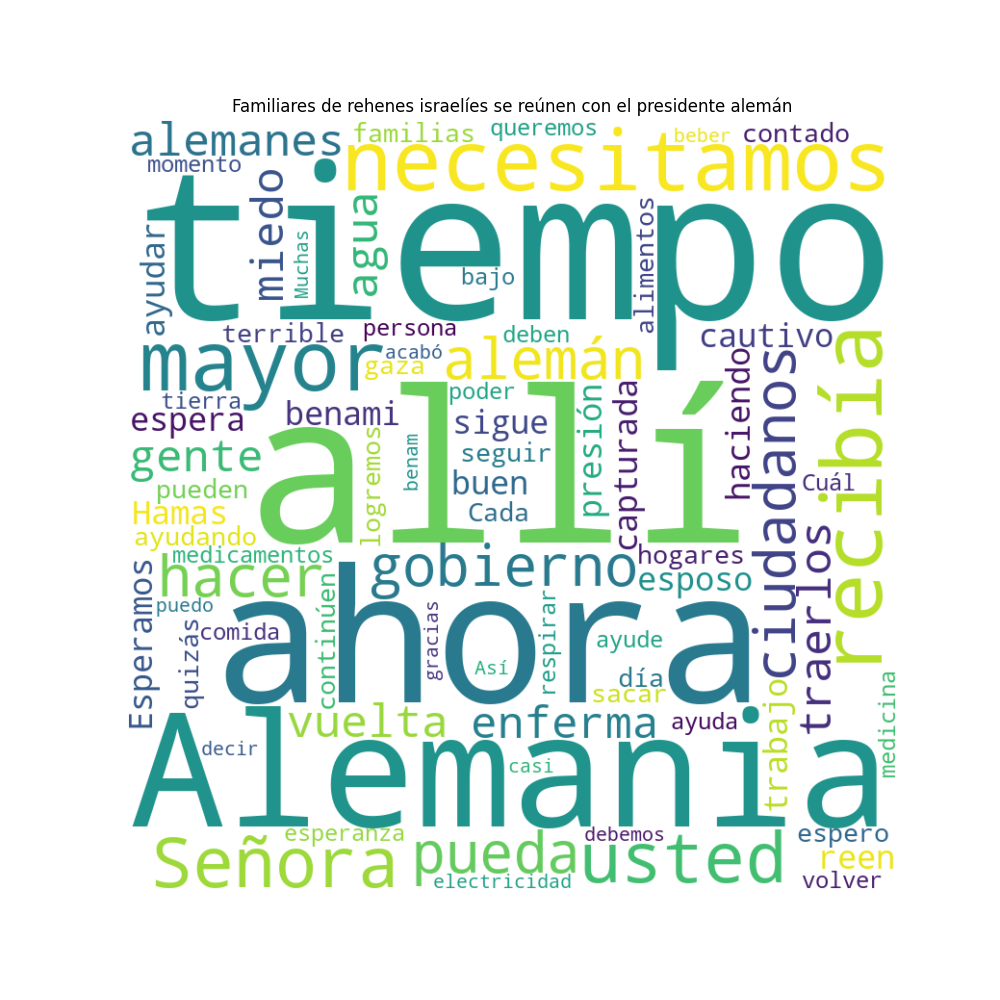 Familiares de rehenes israelíes se reúnen con el presidente alemán
alemanes
familias
queremos
beber
contado
momento
necesitamos
tiempo
miedo
agua
Muchas
ayudar
bajo
alimentos
terrible
persona
deben
cautivo
mayor
acabó
gaza
alemán
tierra
poder
espera
benami
allí
sigue
presión
capturada
haciendo
ciudadanos
recibía
gente
logremos
benam
seguir
pueden
buen
Cuál
Hamas
Cada
ayudando
medicamentos
hacer
gobierno
hogares
esposo
traerlos
Esperamos
puedo
quizás
comida
continúen
ahora
gracias
respirar
ayude
Así
día
sacar
vuelta
enferma
ayuda
trabajo
medicina
Alemania
decir
casi
esperanza
debemos
espero
Señora
pueda
usted
reen
electricidad
volver